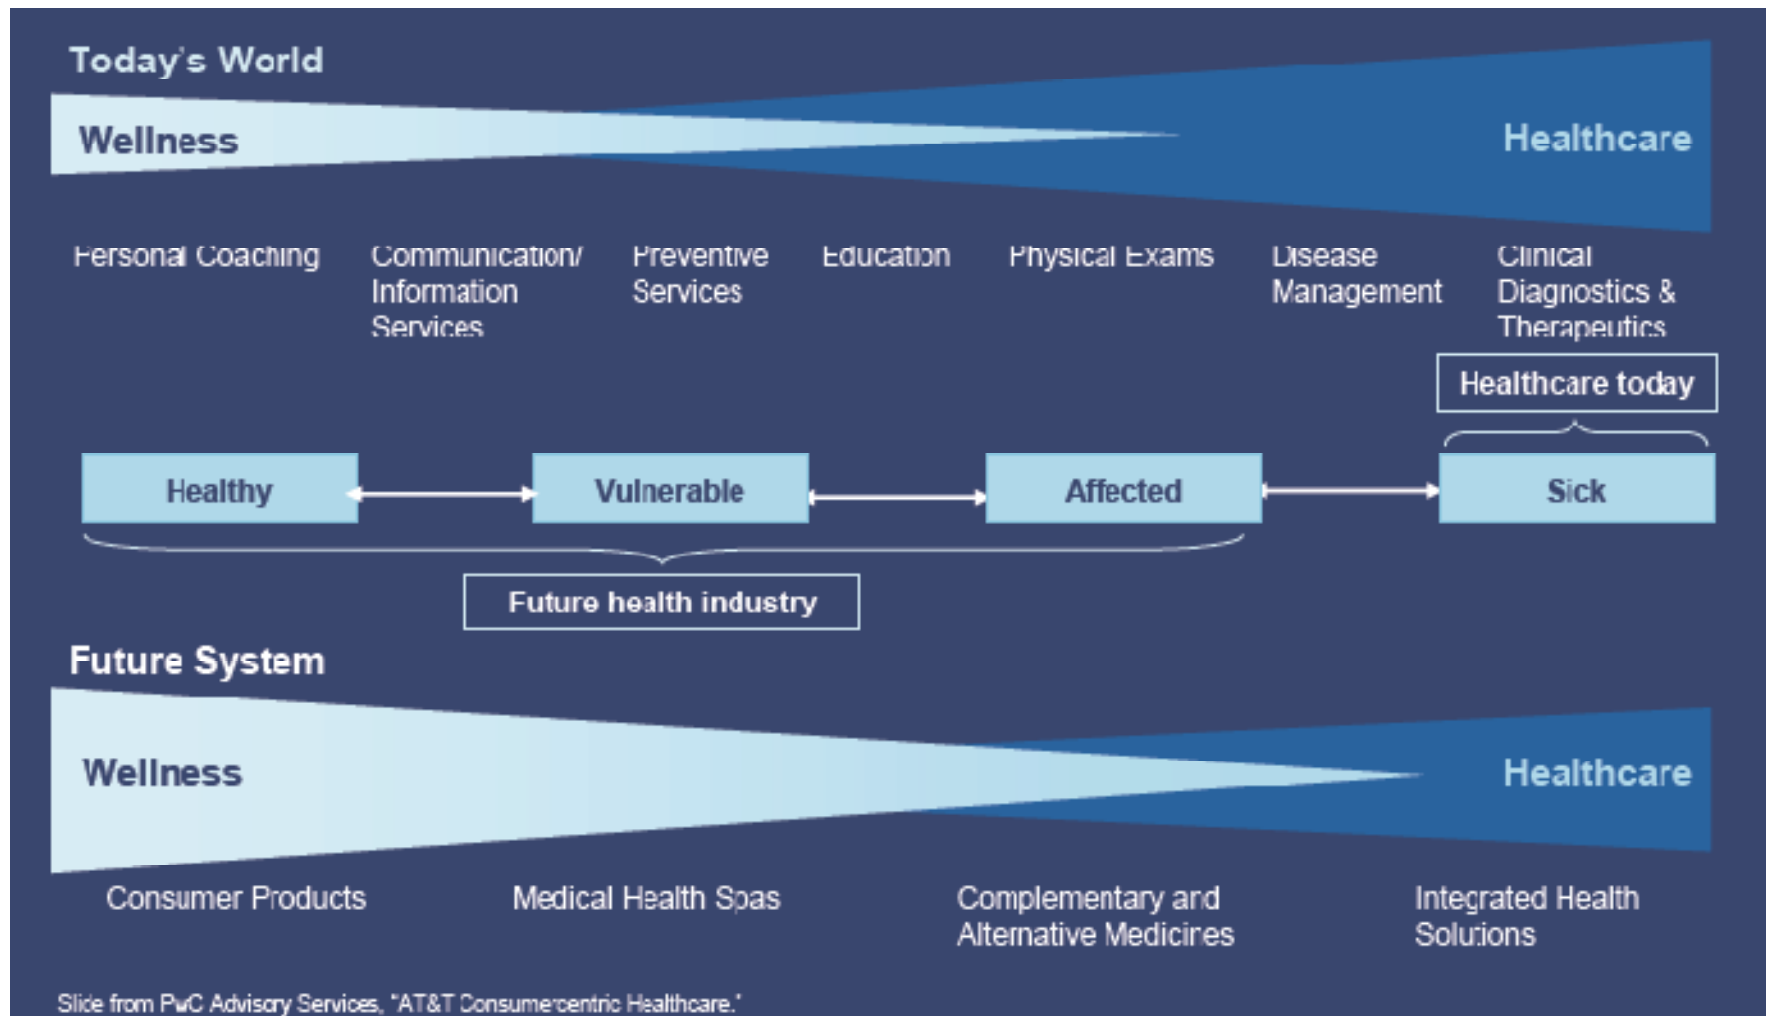 Today's World
Wellness
Healthcare
Personal Coaching
Communication/
Information
Services
Preventive
Services
Education
Physical Exams
Disease
Management
Clinical
Diagnostics &
Therapeutics
Healthcare today
Healthy
Vulnerable
Affected
Sick
Future health industry
Future System
Wellness
Healthcare
Consumer Products
Medical Health Spas
Complementary and
Alternative Medicines
Integrated Health
Solutions
Slide from PwC Advisory Services, "AT&T Consumercentric Healthcare."